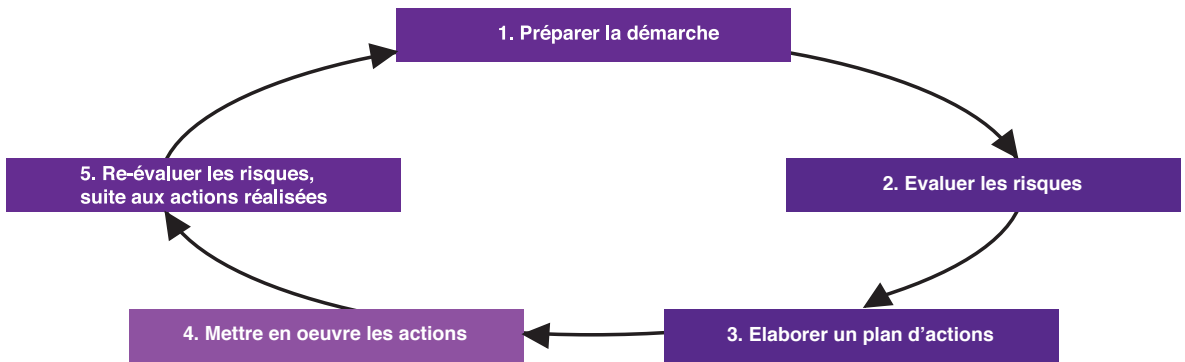 1. Préparer la démarche
2. Evaluer les risques
3. Elaborer un plan d'actions
4. Mettre en oeuvre les actions
5. Re-évaluer les risques,
suite aux actions réalisées